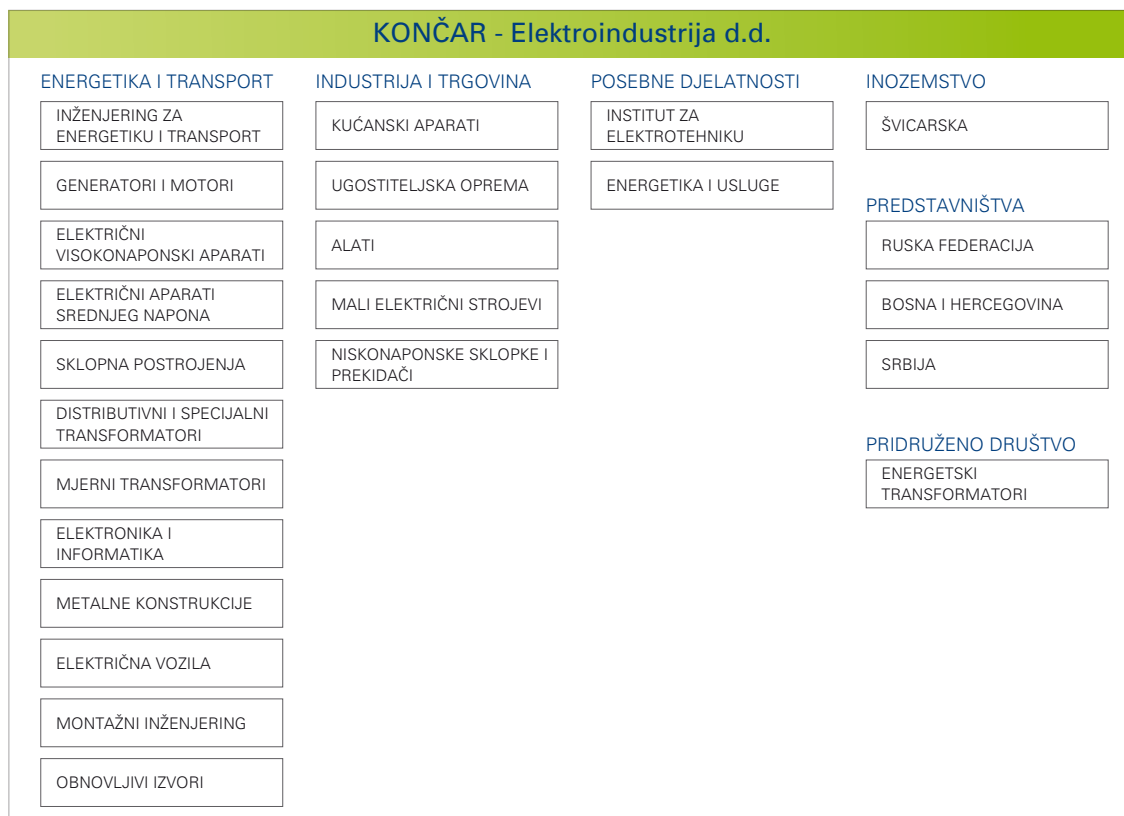 KONČAR - Elektroindustrija d.d.
ENERGETIKA I TRANSPORT
INŽENJERING ZA
ENERGETIKU I TRANSPORT
GENERATORI I MOTORI
ELEKTRIČNI
VISOKONAPONSKI APARATI
ELEKTRIČNI APARATI
SREDNJEG NAPONA
SKLOPNA POSTROJENJA
DISTRIBUTIVNI I SPECIJALNI
TRANSFORMATORI
MJERNI TRANSFORMATORI
ELEKTRONIKA I
INFORMATIKA
METALNE KONSTRUKCIJE
ELEKTRIČNA VOZILA
MONTAŽNI INŽENJERING
OBNOVLJIVI IZVORI
INDUSTRIJA I TRGOVINA
KUĆANSKI APARATI
UGOSTITELJSKA OPREMA
ALATI
MALI ELEKTRIČNI STROJEVI
NISKONAPONSKE SKLOPKE I
PREKIDAČI
POSEBNE DJELATNOSTI
INSTITUT ZA
ELEKTROTEHNIKU
ENERGETIKA I USLUGE
INOZEMSTVO
ŠVICARSKA
PREDSTAVNIŠTVA
RUSKA FEDERACIJA
BOSNA I HERCEGOVINA
SRBIJA
PRIDRUŽENO DRUŠTVO
ENERGETSKI
TRANSFORMATORI